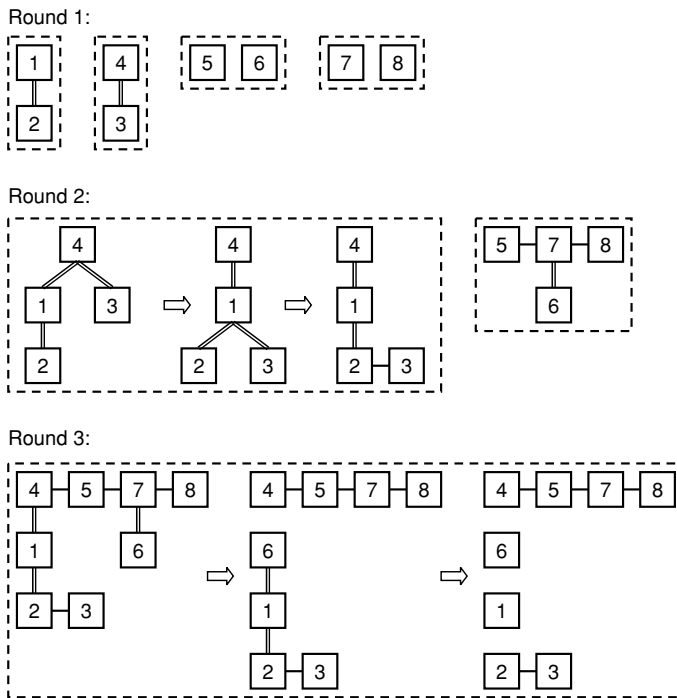 Round 1:
1 4 5 6 7 8
2 3
Round 2:
4 4 4 5 7 8
1 3 1 1 6
2 2 3 2 3
Round 3:
4 5 7 8 4 5 7 8 4 5 7 8
1 6 6 6
2 3 1 1
2 3 2 3